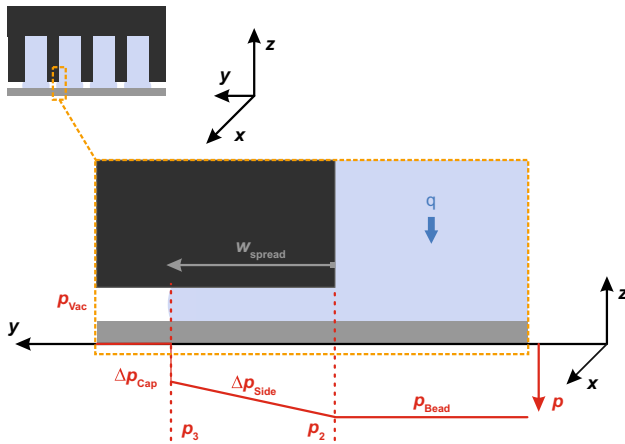 z
y
x
q
w_spread
p_Vac
z
y
x
Δp_Cap
Δp_Side
p_Bead
p
p_3
p_2